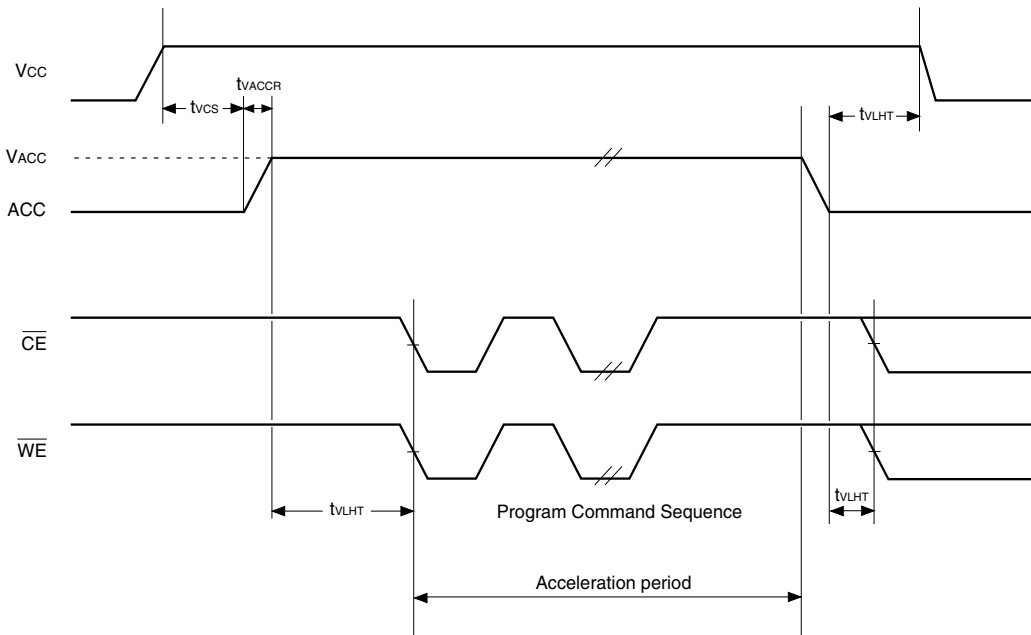 VCC
tVCS
tVACCR
tVLHT
VACC
ACC
CE
WE
tVLHT
Program Command Sequence
tVLHT
Acceleration period